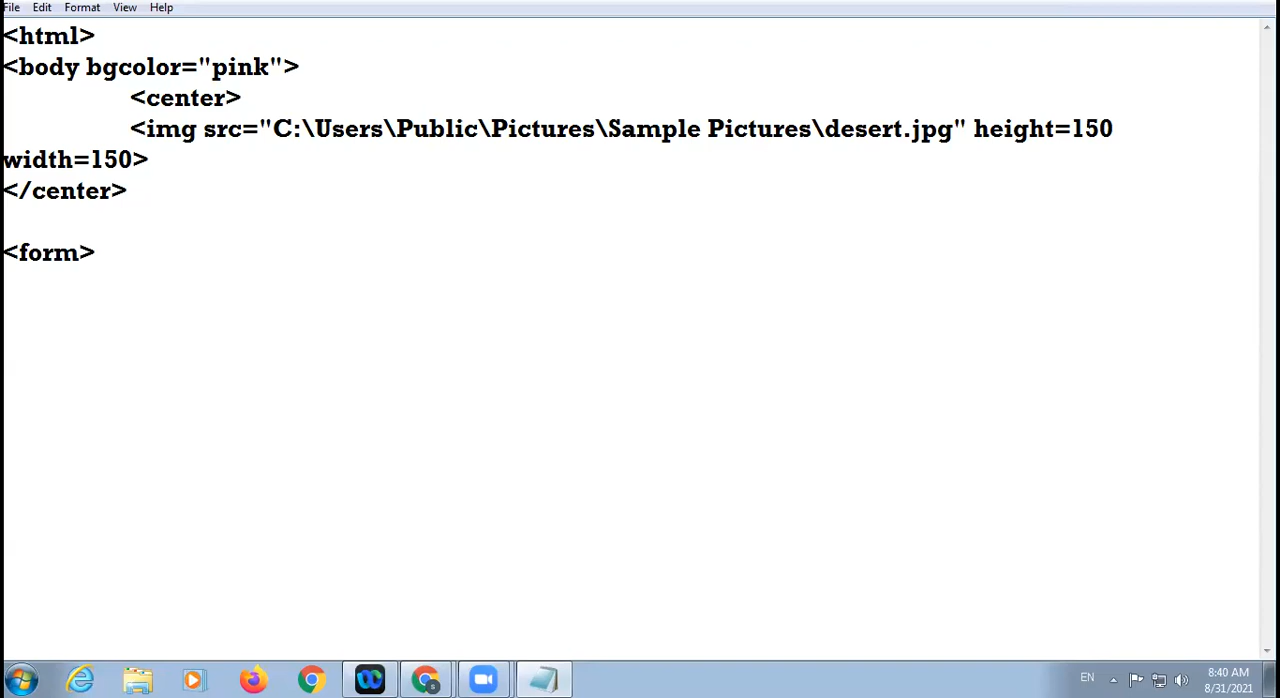 File Edit Format View Help
<html>
<body bgcolor="pink">
<center>
<img src="C:\Users\Public\Pictures\Sample Pictures\desert.jpg" height=150
width=150>
</center>
<form>
EN
8:40 AM
8/31/2021